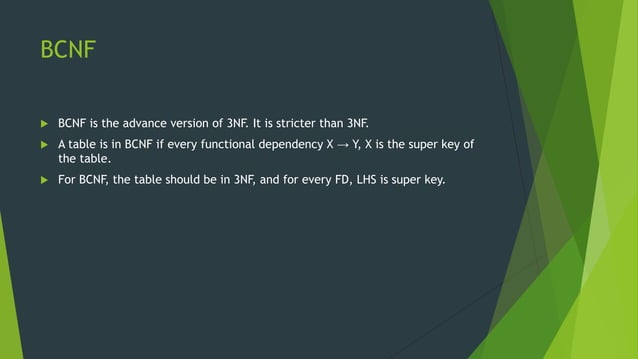 BCNF
BCNF is the advance version of 3NF. It is stricter than 3NF.
A table is in BCNF if every functional dependency X → Y, X is the super key of
the table.
For BCNF, the table should be in 3NF, and for every FD, LHS is super key.